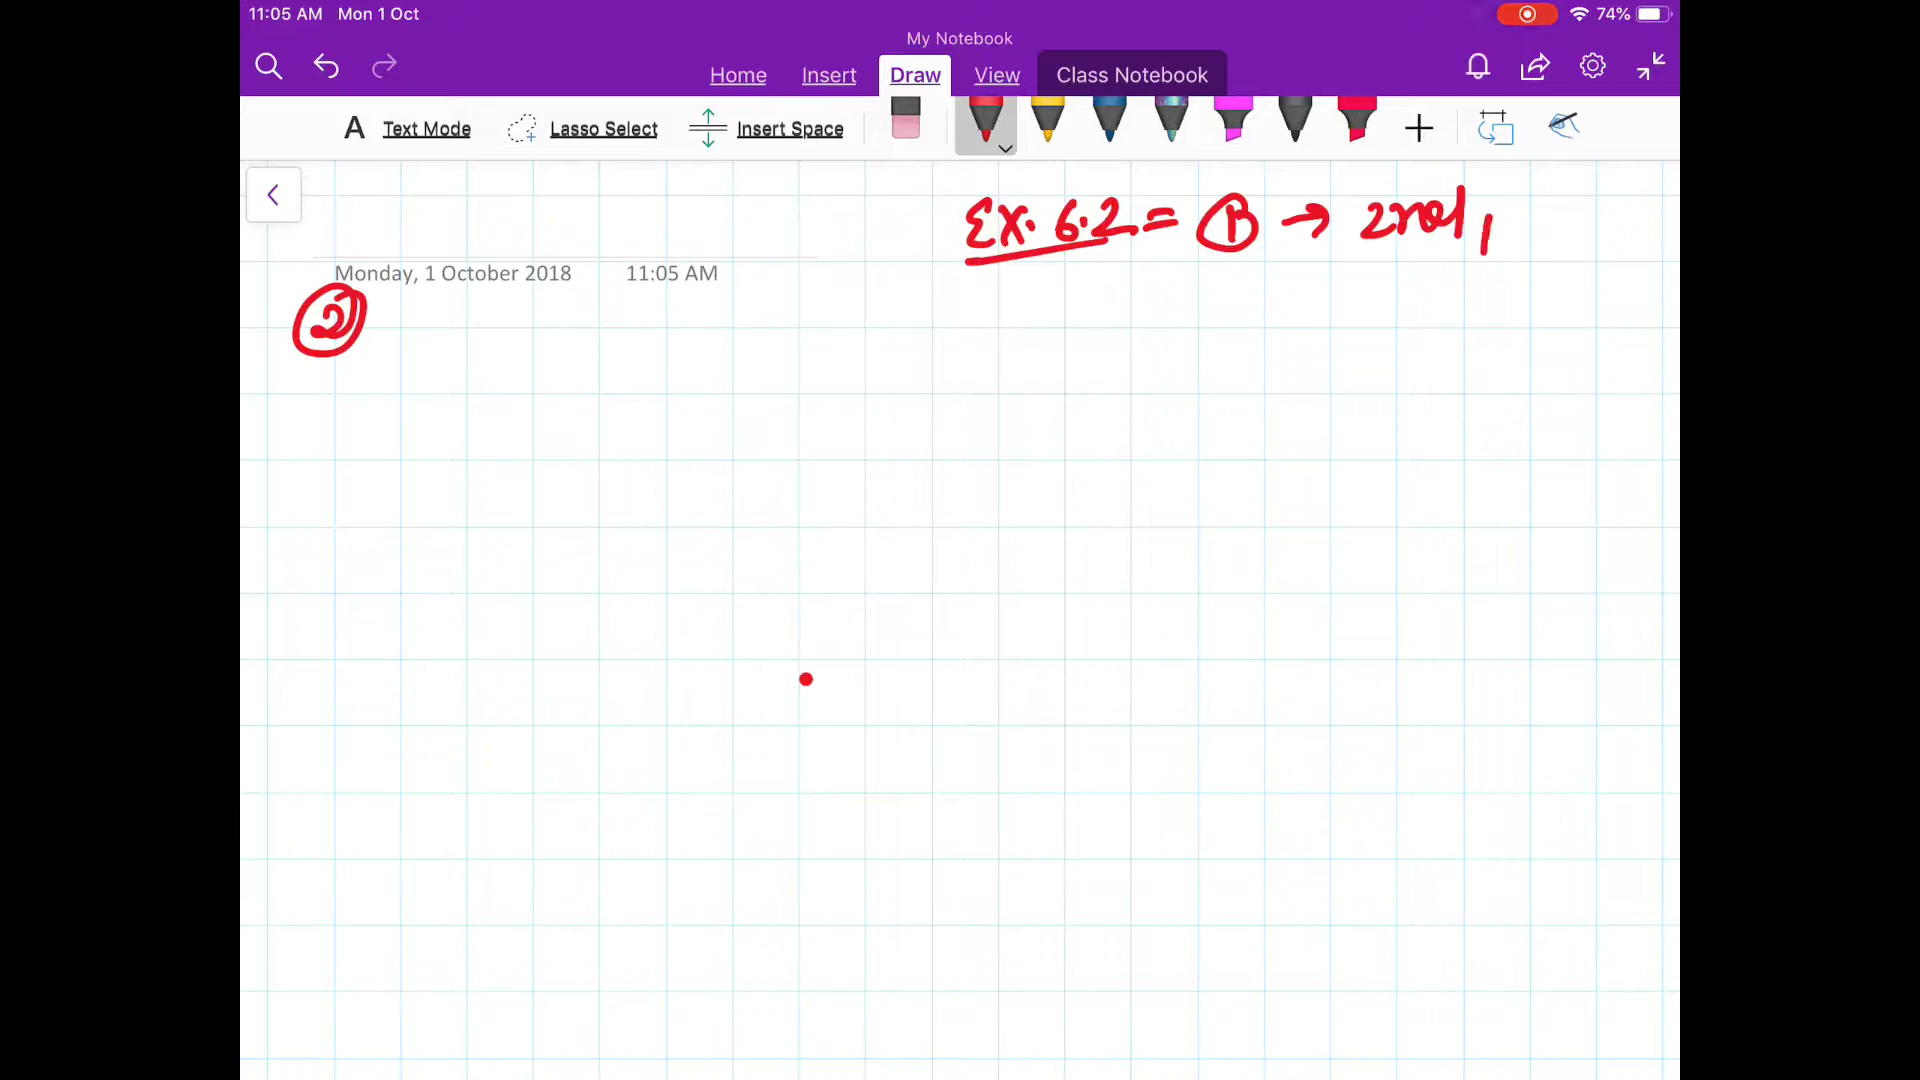 11:05 AM Mon 1 Oct 74%
My Notebook
Home Insert Draw View Class Notebook
A Text Mode Lasso Select Insert Space
Ex. 6.2 = → 2nd,
Monday, 1 October 2018 11:05 AM
2